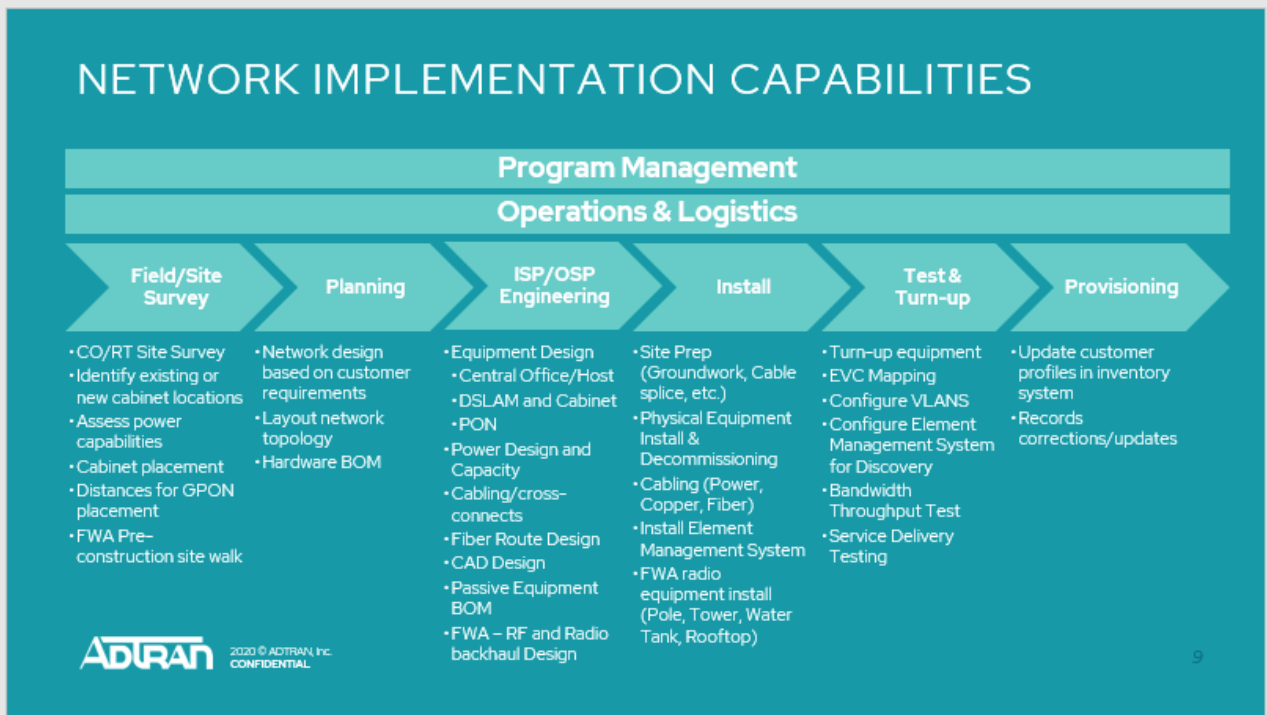 NETWORK IMPLEMENTATION CAPABILITIES
Program Management
Operations & Logistics
Field/Site
Survey
•CO/RT Site Survey
•Identify existing or
new cabinet locations
•Assess power
capabilities
•Cabinet placement
•Distances for GPON
placement
•FWA Pre-
construction site walk
Planning
•Network design
based on customer
requirements
•Layout network
topology
•Hardware BOM
ISP/OSP
Engineering
•Equipment Design
•Central Office/Host
•DSLAM and Cabinet
•PON
•Power Design and
Capacity
•Cabling/cross-
connects
•Fiber Route Design
•CAD Design
•Passive Equipment
BOM
•FWA – RF and Radio
backhaul Design
Install
•Site Prep
(Groundwork, Cable
splice, etc.)
•Physical Equipment
Install &
Decommissioning
•Cabling (Power,
Copper, Fiber)
•Install Element
Management System
•FWA radio
equipment install
(Pole, Tower, Water
Tank, Rooftop)
Test &
Turn-up
•Turn-up equipment
•EVC Mapping
•Configure VLANS
•Configure Element
Management System
for Discovery
•Bandwidth
Throughput Test
•Service Delivery
Testing
Provisioning
•Update customer
profiles in inventory
system
•Records
corrections/updates
ADTRAN
2020 © ADTRAN, Inc.
CONFIDENTIAL
9